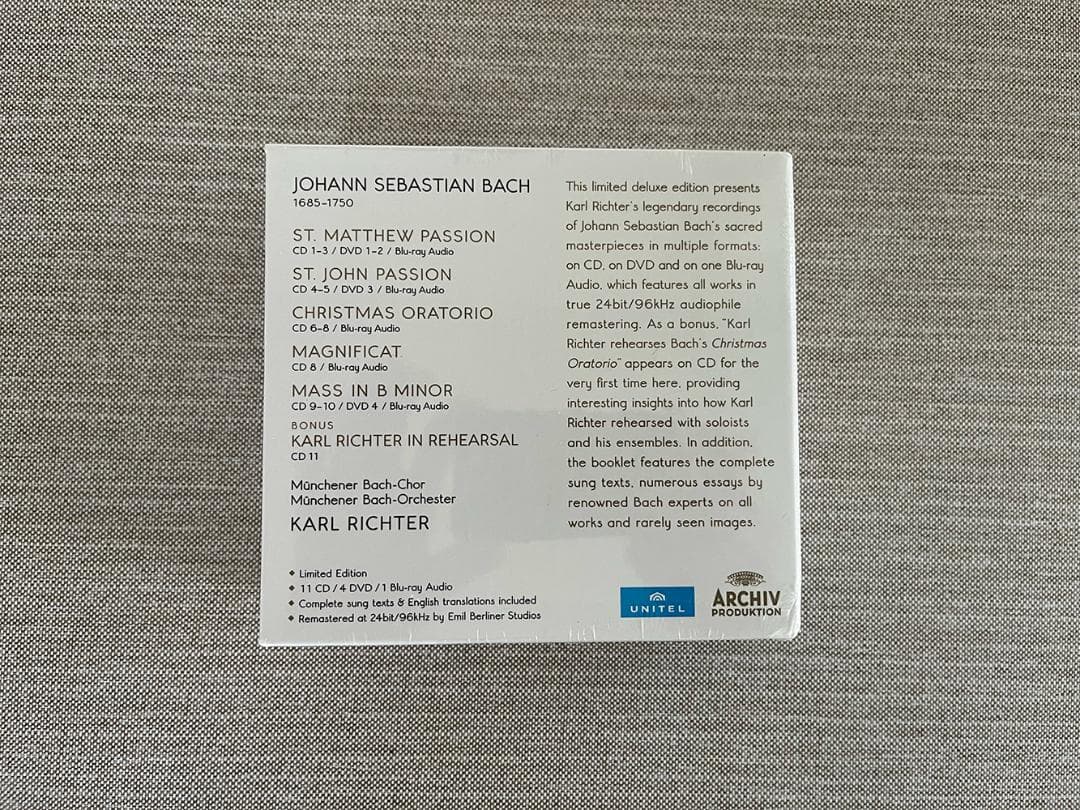 JOHANN SEBASTIAN BACH
1685–1750
ST. MATTHEW PASSION
CD 1–3 / DVD 1–2 / Blu-ray Audio
ST. JOHN PASSION
CD 4–5 / DVD 3 / Blu-ray Audio
CHRISTMAS ORATORIO
CD 6–8 / Blu-ray Audio
MAGNIFICAT
CD 8 / Blu-ray Audio
MASS IN B MINOR
CD 9–10 / DVD 4 / Blu-ray Audio
BONUS
KARL RICHTER IN REHEARSAL
CD 11
Münchener Bach-Chor
Münchener Bach-Orchester
KARL RICHTER
• Limited Edition
• 11 CD / 4 DVD / 1 Blu-ray Audio
• Complete sung texts & English translations included
• Remastered at 24bit/96kHz by Emil Berliner Studios
This limited deluxe edition presents
Karl Richter's legendary recordings
of Johann Sebastian Bach's sacred
masterpieces in multiple formats:
on CD, on DVD and on one Blu-ray
Audio, which features all works in
true 24bit/96kHz audiophile
remastering. As a bonus, "Karl
Richter rehearses Bach's Christmas
Oratorio" appears on CD for the
very first time here, providing
interesting insights into how Karl
Richter rehearsed with soloists
and his ensembles. In addition,
the booklet features the complete
sung texts, numerous essays by
renowned Bach experts on all
works and rarely seen images.
UNITEL
ARCHIV
PRODUKTION